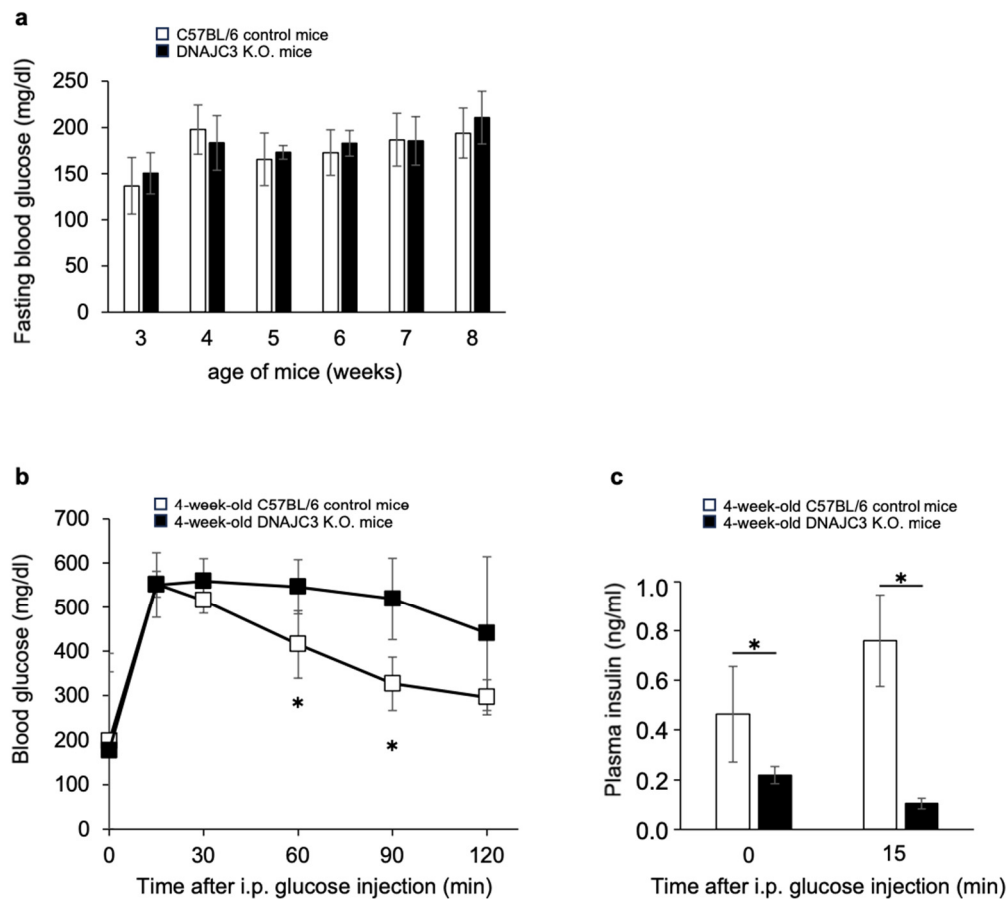 a
C57BL/6 control mice
DNAJC3 K.O. mice
Fasting blood glucose (mg/dl)
250
200
150
100
50
0
3 4 5 6 7 8
age of mice (weeks)
b
4-week-old C57BL/6 control mice
4-week-old DNAJC3 K.O. mice
Blood glucose (mg/dl)
700
600
500
400
300
200
100
0
*
*
0 30 60 90 120
Time after i.p. glucose injection (min)
c
4-week-old C57BL/6 control mice
4-week-old DNAJC3 K.O. mice
Plasma insulin (ng/ml)
1.0
0.8
0.6
0.4
0.2
0.0
*
*
0 15
Time after i.p. glucose injection (min)